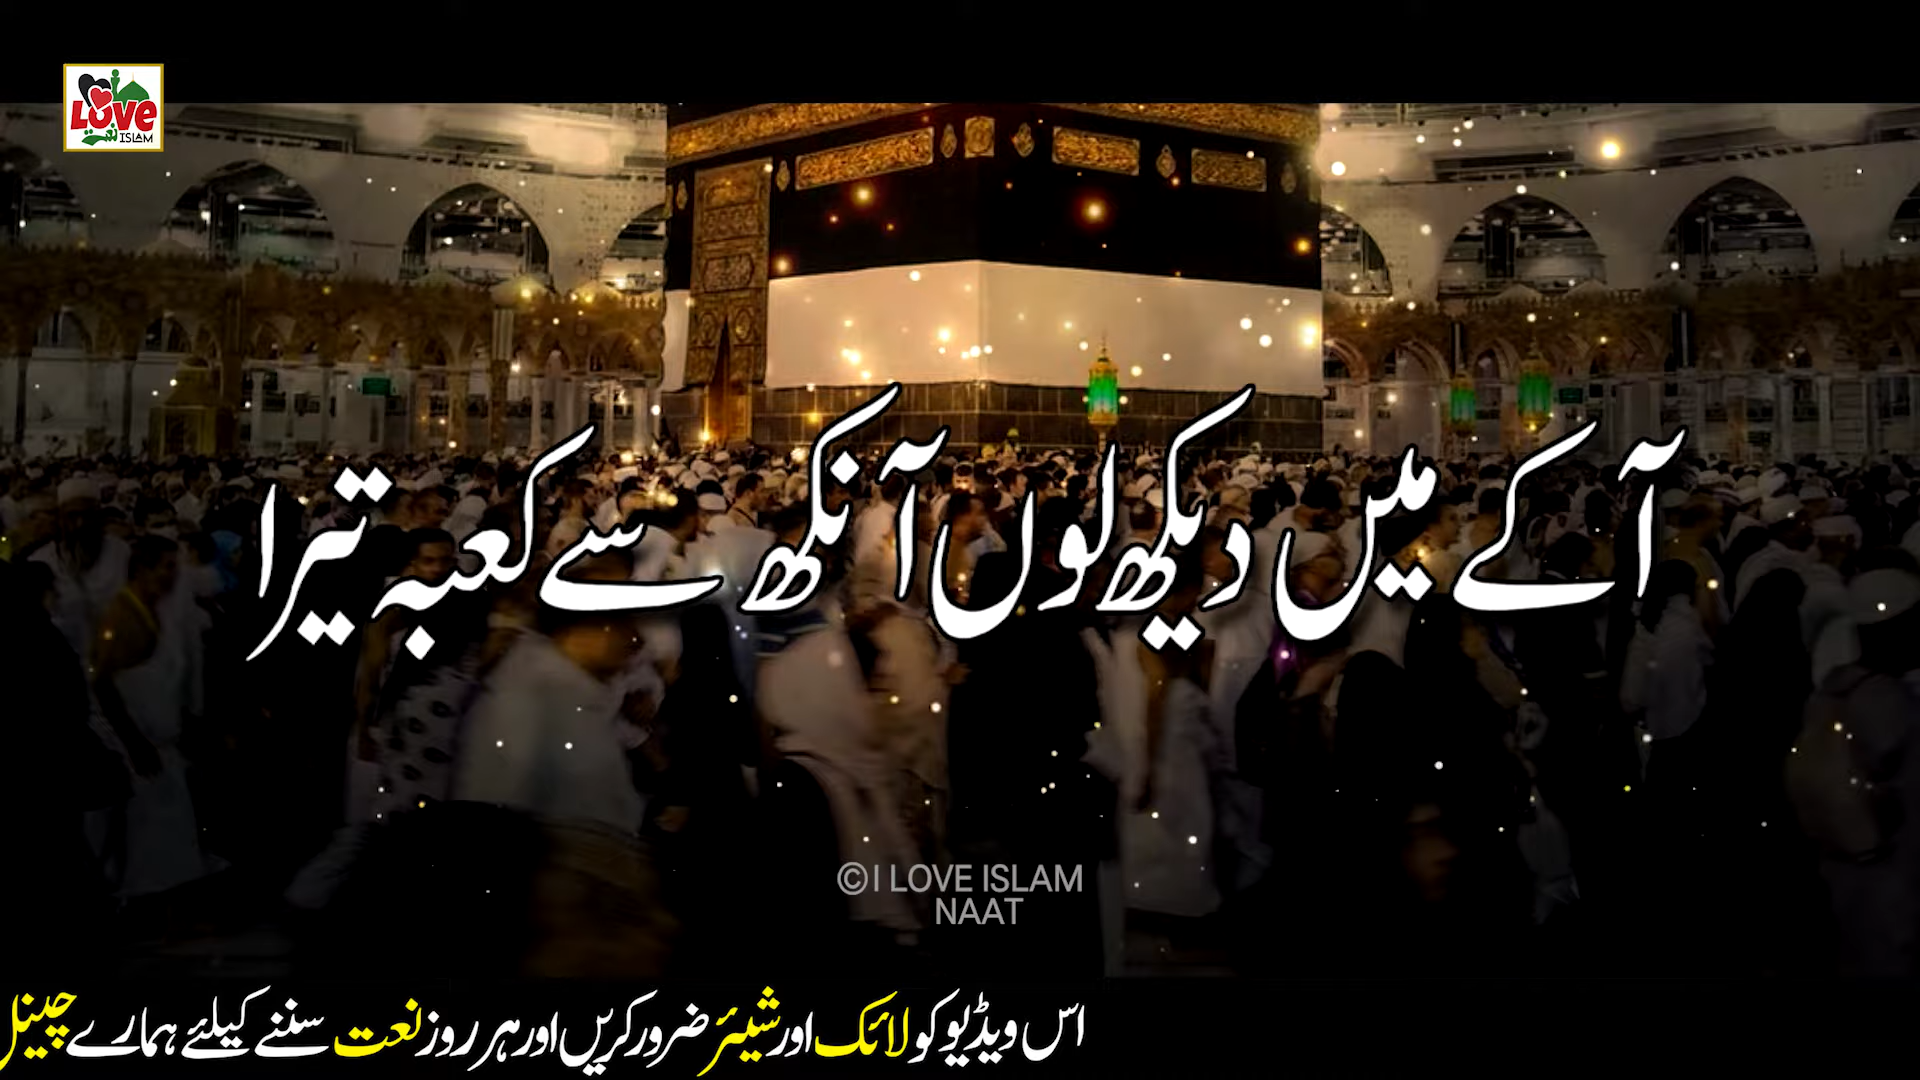 Love
نعت
ISLAM
آ کے میں دیکھ لوں آنکھ سے کعبہ تیرا
©I LOVE ISLAM
NAAT
اس ویڈیو کو لائک اور شیئر ضرور کریں اور ہر روز نعت سننے کیلئے ہمارے چینل